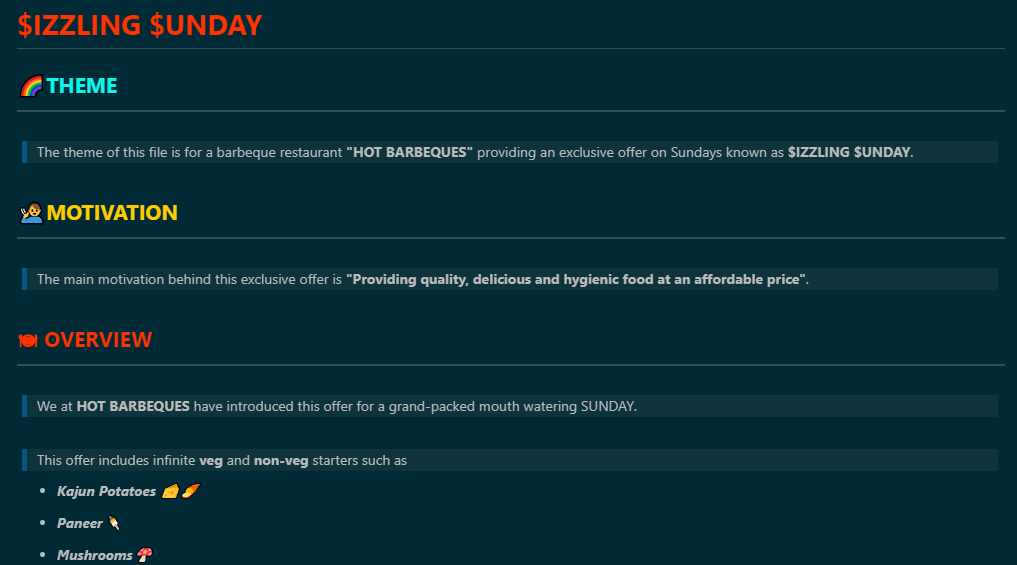 $IZZLING $UNDAY
🌈THEME
The theme of this file is for a barbeque restaurant "HOT BARBEQUES" providing an exclusive offer on Sundays known as $IZZLING $UNDAY.
🙋MOTIVATION
The main motivation behind this exclusive offer is "Providing quality, delicious and hygienic food at an affordable price".
🍽 OVERVIEW
We at HOT BARBEQUES have introduced this offer for a grand-packed mouth watering SUNDAY.
This offer includes infinite veg and non-veg starters such as
• Kajun Potatoes 🧀🍠
• Paneer 🍢
• Mushrooms 🍄